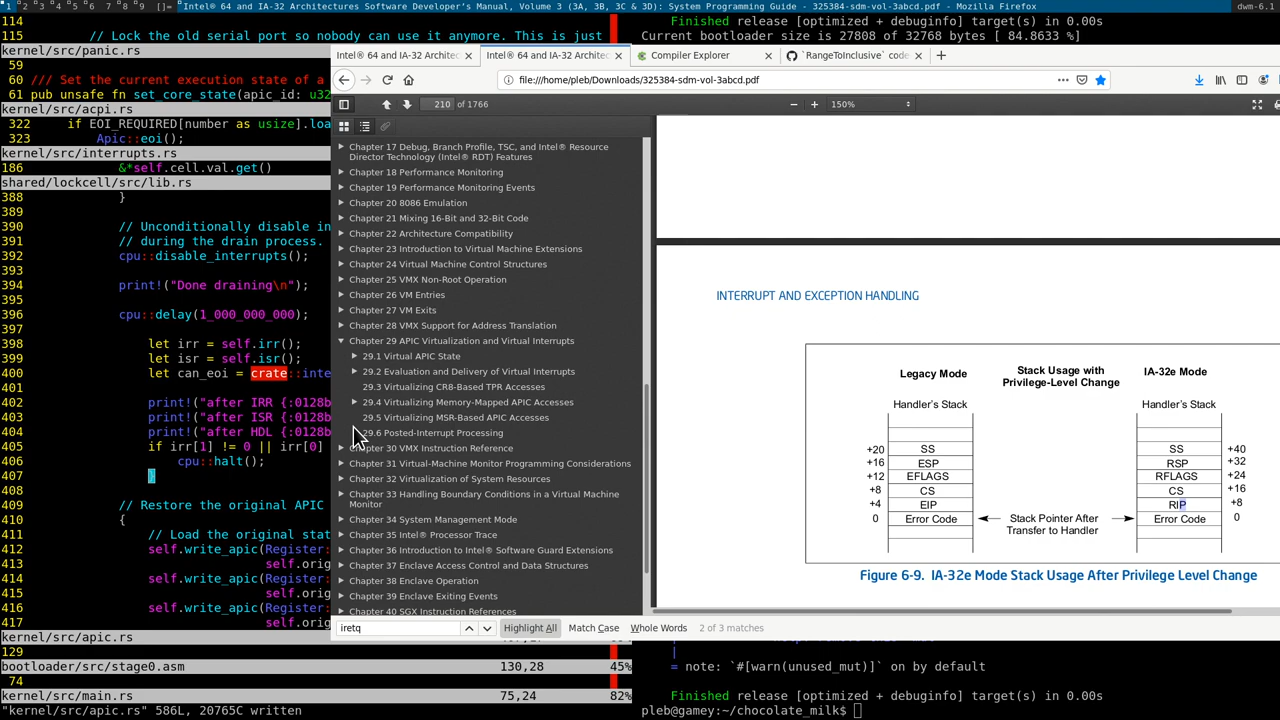 1 2 3 4 5 6 7 8 9 []= Intel® 64 and IA-32 Architectures Software Developer's Manual, Volume 3 (3A, 3B, 3C & 3D): System Programming Guide - 325384-sdm-vol-3abcd.pdf - Mozilla Firefox dwm-6.1
114
115 // Lock the old serial port so nobody can use it anymore. This is just
kernel/src/panic.rs
59
60 /// Set the current execution state of a
61 pub unsafe fn set_core_state(apic_id: u32
kernel/src/acpi.rs
322 if EOI_REQUIRED[number as usize].loa
323 Apic::eoi();
kernel/src/interrupts.rs
186 &*self.cell.val.get()
shared/lockcell/src/lib.rs
388 }
389
390 // Unconditionally disable in
391 // during the drain process.
392 cpu::disable_interrupts();
393
394 print!("Done draining\n");
395
396 cpu::delay(1_000_000_000);
397
398 let irr = self.irr();
399 let isr = self.isr();
400 let can_eoi = crate::inte
401
402 print!("after IRR {:0128b
403 print!("after ISR {:0128b
404 print!("after HDL {:0128b
405 if irr[1] != 0 || irr[0]
406 cpu::halt();
407 }
408
409 // Restore the original APIC
410 {
411 // Load the original stat
412 self.write_apic(Register:
413 self.orig
414 self.write_apic(Register:
415 self.orig
416 self.write_apic(Register:
417 self.orig
kernel/src/apic.rs
129
bootloader/src/stage0.asm 130,28 45%
74
kernel/src/main.rs 75,24 82%
"kernel/src/apic.rs" 586L, 20765C written
Finished release [optimized + debuginfo] target(s) in 0.00s
Current bootloader size is 27808 of 32768 bytes [ 84.8633 %]
Intel® 64 and IA-32 Architec
Intel® 64 and IA-32 Architec
Compiler Explorer
`RangeToInclusive` code
file:///home/pleb/Downloads/325384-sdm-vol-3abcd.pdf
210 of 1766
150%
Chapter 17 Debug, Branch Profile, TSC, and Intel® Resource
Director Technology (Intel® RDT) Features
Chapter 18 Performance Monitoring
Chapter 19 Performance Monitoring Events
Chapter 20 8086 Emulation
Chapter 21 Mixing 16-Bit and 32-Bit Code
Chapter 22 Architecture Compatibility
Chapter 23 Introduction to Virtual Machine Extensions
Chapter 24 Virtual Machine Control Structures
Chapter 25 VMX Non-Root Operation
Chapter 26 VM Entries
Chapter 27 VM Exits
Chapter 28 VMX Support for Address Translation
Chapter 29 APIC Virtualization and Virtual Interrupts
29.1 Virtual APIC State
29.2 Evaluation and Delivery of Virtual Interrupts
29.3 Virtualizing CR8-Based TPR Accesses
29.4 Virtualizing Memory-Mapped APIC Accesses
29.5 Virtualizing MSR-Based APIC Accesses
29.6 Posted-Interrupt Processing
Chapter 30 VMX Instruction Reference
Chapter 31 Virtual-Machine Monitor Programming Considerations
Chapter 32 Virtualization of System Resources
Chapter 33 Handling Boundary Conditions in a Virtual Machine
Monitor
Chapter 34 System Management Mode
Chapter 35 Intel® Processor Trace
Chapter 36 Introduction to Intel® Software Guard Extensions
Chapter 37 Enclave Access Control and Data Structures
Chapter 38 Enclave Operation
Chapter 39 Enclave Exiting Events
Chapter 40 SGX Instruction References
INTERRUPT AND EXCEPTION HANDLING
Legacy Mode
Stack Usage with
Privilege-Level Change
IA-32e Mode
Handler's Stack
Handler's Stack
+20 SS SS +40
+16 ESP RSP +32
+12 EFLAGS RFLAGS +24
+8 CS CS +16
+4 EIP RIP +8
0 Error Code Stack Pointer After Error Code 0
Transfer to Handler
Figure 6-9. IA-32e Mode Stack Usage After Privilege Level Change
iretq
Highlight All Match Case Whole Words 2 of 3 matches
|
= note: `#[warn(unused_mut)]` on by default
Finished release [optimized + debuginfo] target(s) in 0.00s
pleb@gamey:~/chocolate_milk$